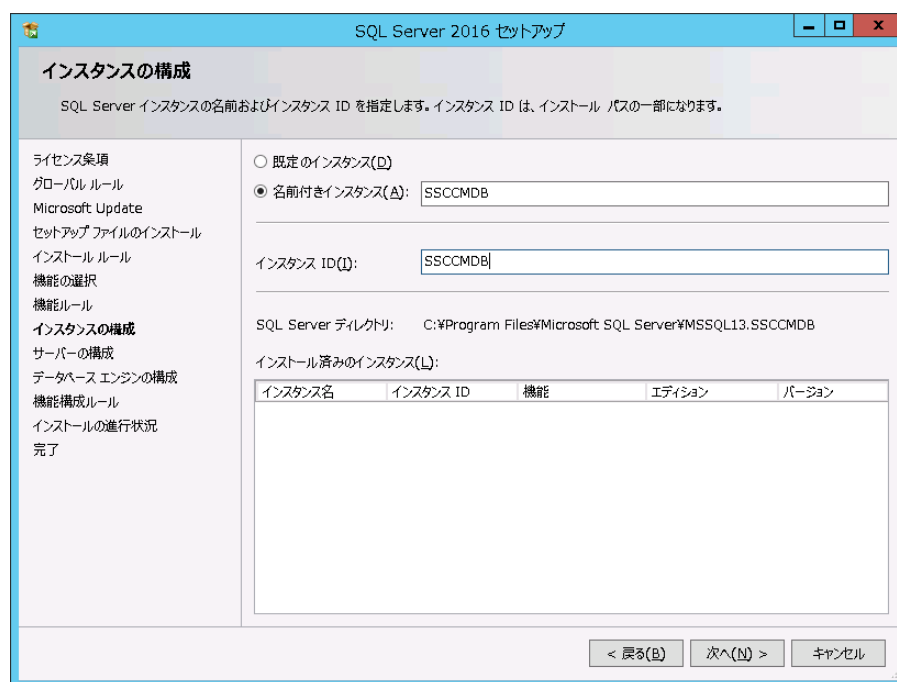 SQL Server 2016 セットアップ
インスタンスの構成
SQL Server インスタンスの名前およびインスタンス ID を指定します。インスタンス ID は、インストール パスの一部になります。
ライセンス条項
グローバル ルール
Microsoft Update
セットアップ ファイルのインストール
インストール ルール
機能の選択
機能ルール
インスタンスの構成
サーバーの構成
データベース エンジンの構成
機能構成ルール
インストールの進行状況
完了
既定のインスタンス(D)
名前付きインスタンス(A): SSCCMDB
インスタンス ID(I): SSCCMDB
SQL Server ディレクトリ: C:¥Program Files¥Microsoft SQL Server¥MSSQL13.SSCCMDB
インストール済みのインスタンス(L):
インスタンス名 インスタンス ID 機能 エディション バージョン
< 戻る(B) 次へ(N) > キャンセル